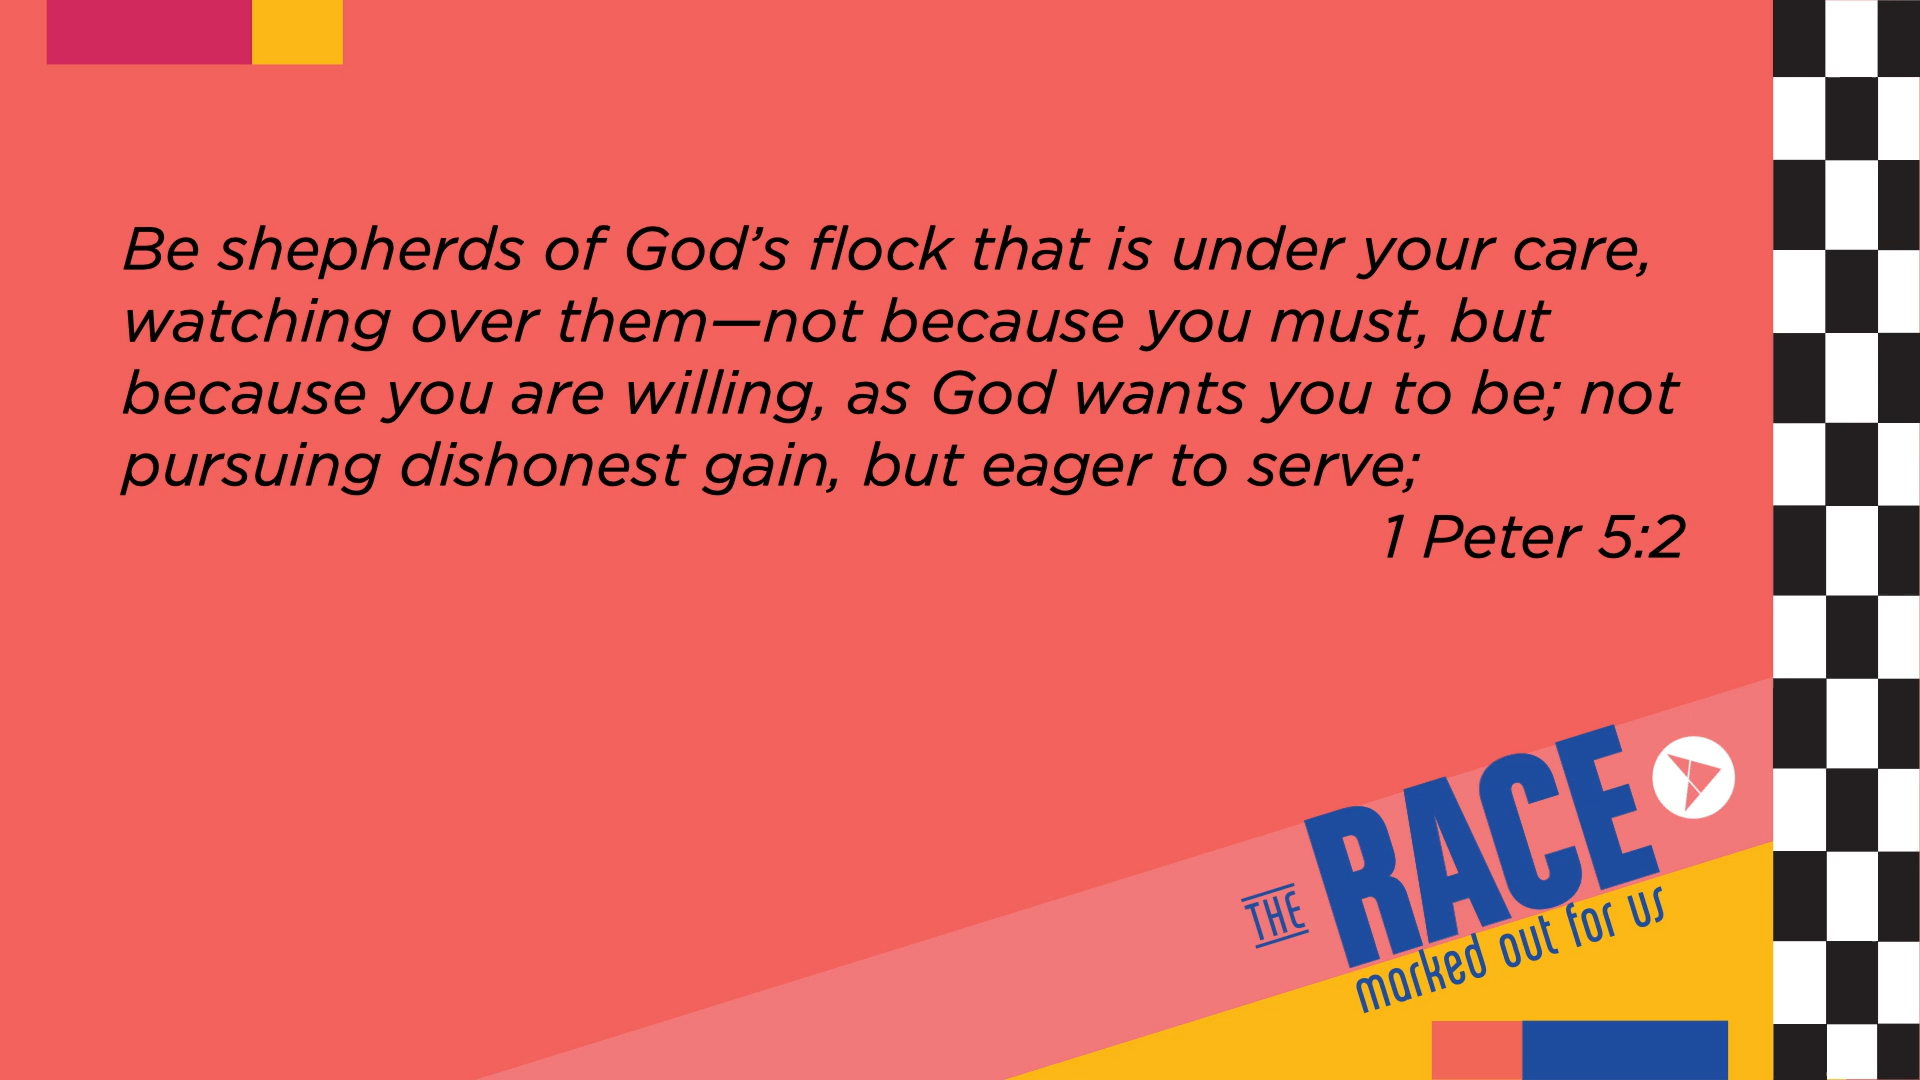 Be shepherds of God’s flock that is under your care,
watching over them—not because you must, but
because you are willing, as God wants you to be; not
pursuing dishonest gain, but eager to serve;
1 Peter 5:2
THE
RACE
marked out for us